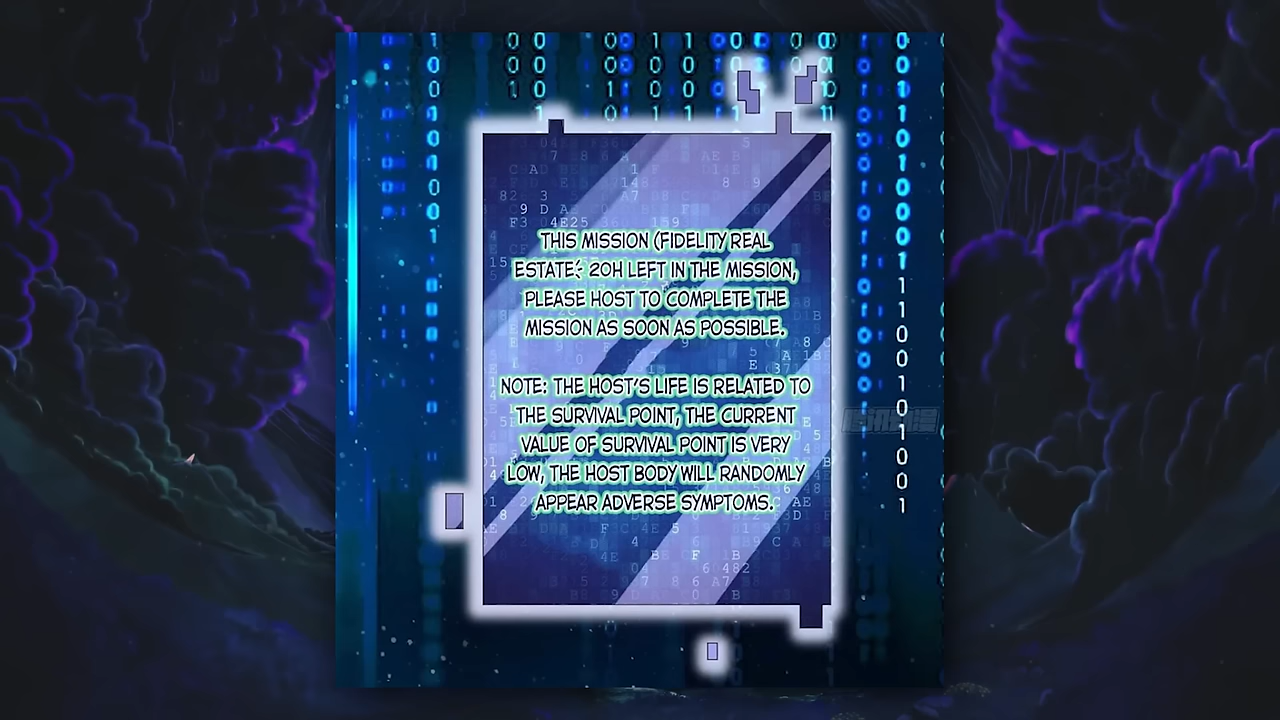 THIS MISSION (FIDELITY REAL
ESTATE: 20H LEFT IN THE MISSION,
PLEASE HOST TO COMPLETE THE
MISSION AS SOON AS POSSIBLE.
NOTE: THE HOST'S LIFE IS RELATED TO
THE SURVIVAL POINT, THE CURRENT
VALUE OF SURVIVAL POINT IS VERY
LOW, THE HOST BODY WILL RANDOMLY
APPEAR ADVERSE SYMPTOMS.